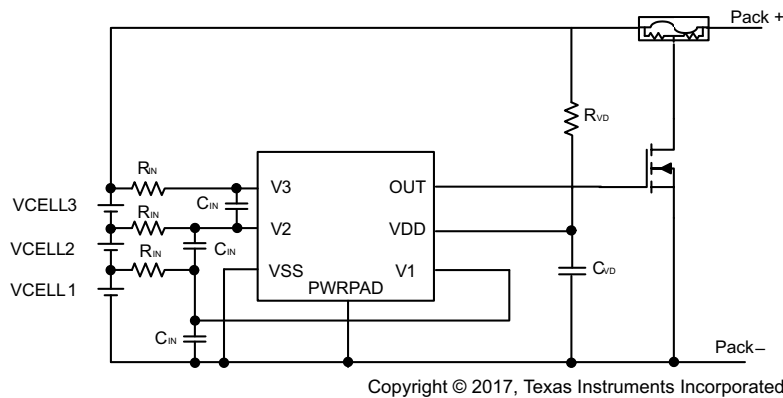 Pack +
RVD
RIN
V3
OUT
VCELL3
CIN
RIN
V2
VDD
VCELL2
RIN
CIN
VSS
V1
CVD
VCELL1
PWRPAD
CIN
Pack–
Copyright © 2017, Texas Instruments Incorporated